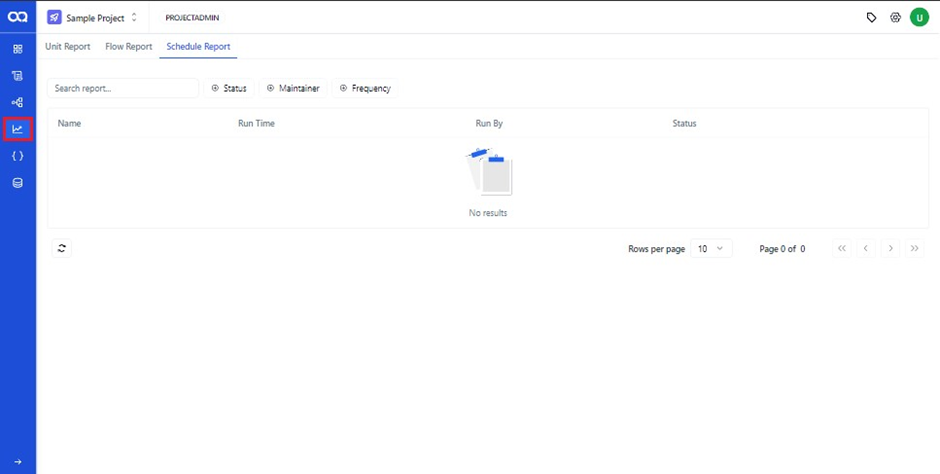 Sample Project PROJECTADMIN U
Unit Report Flow Report Schedule Report
Search report... Status Maintainer Frequency
Name Run Time Run By Status
No results
Rows per page 10 Page 0 of 0